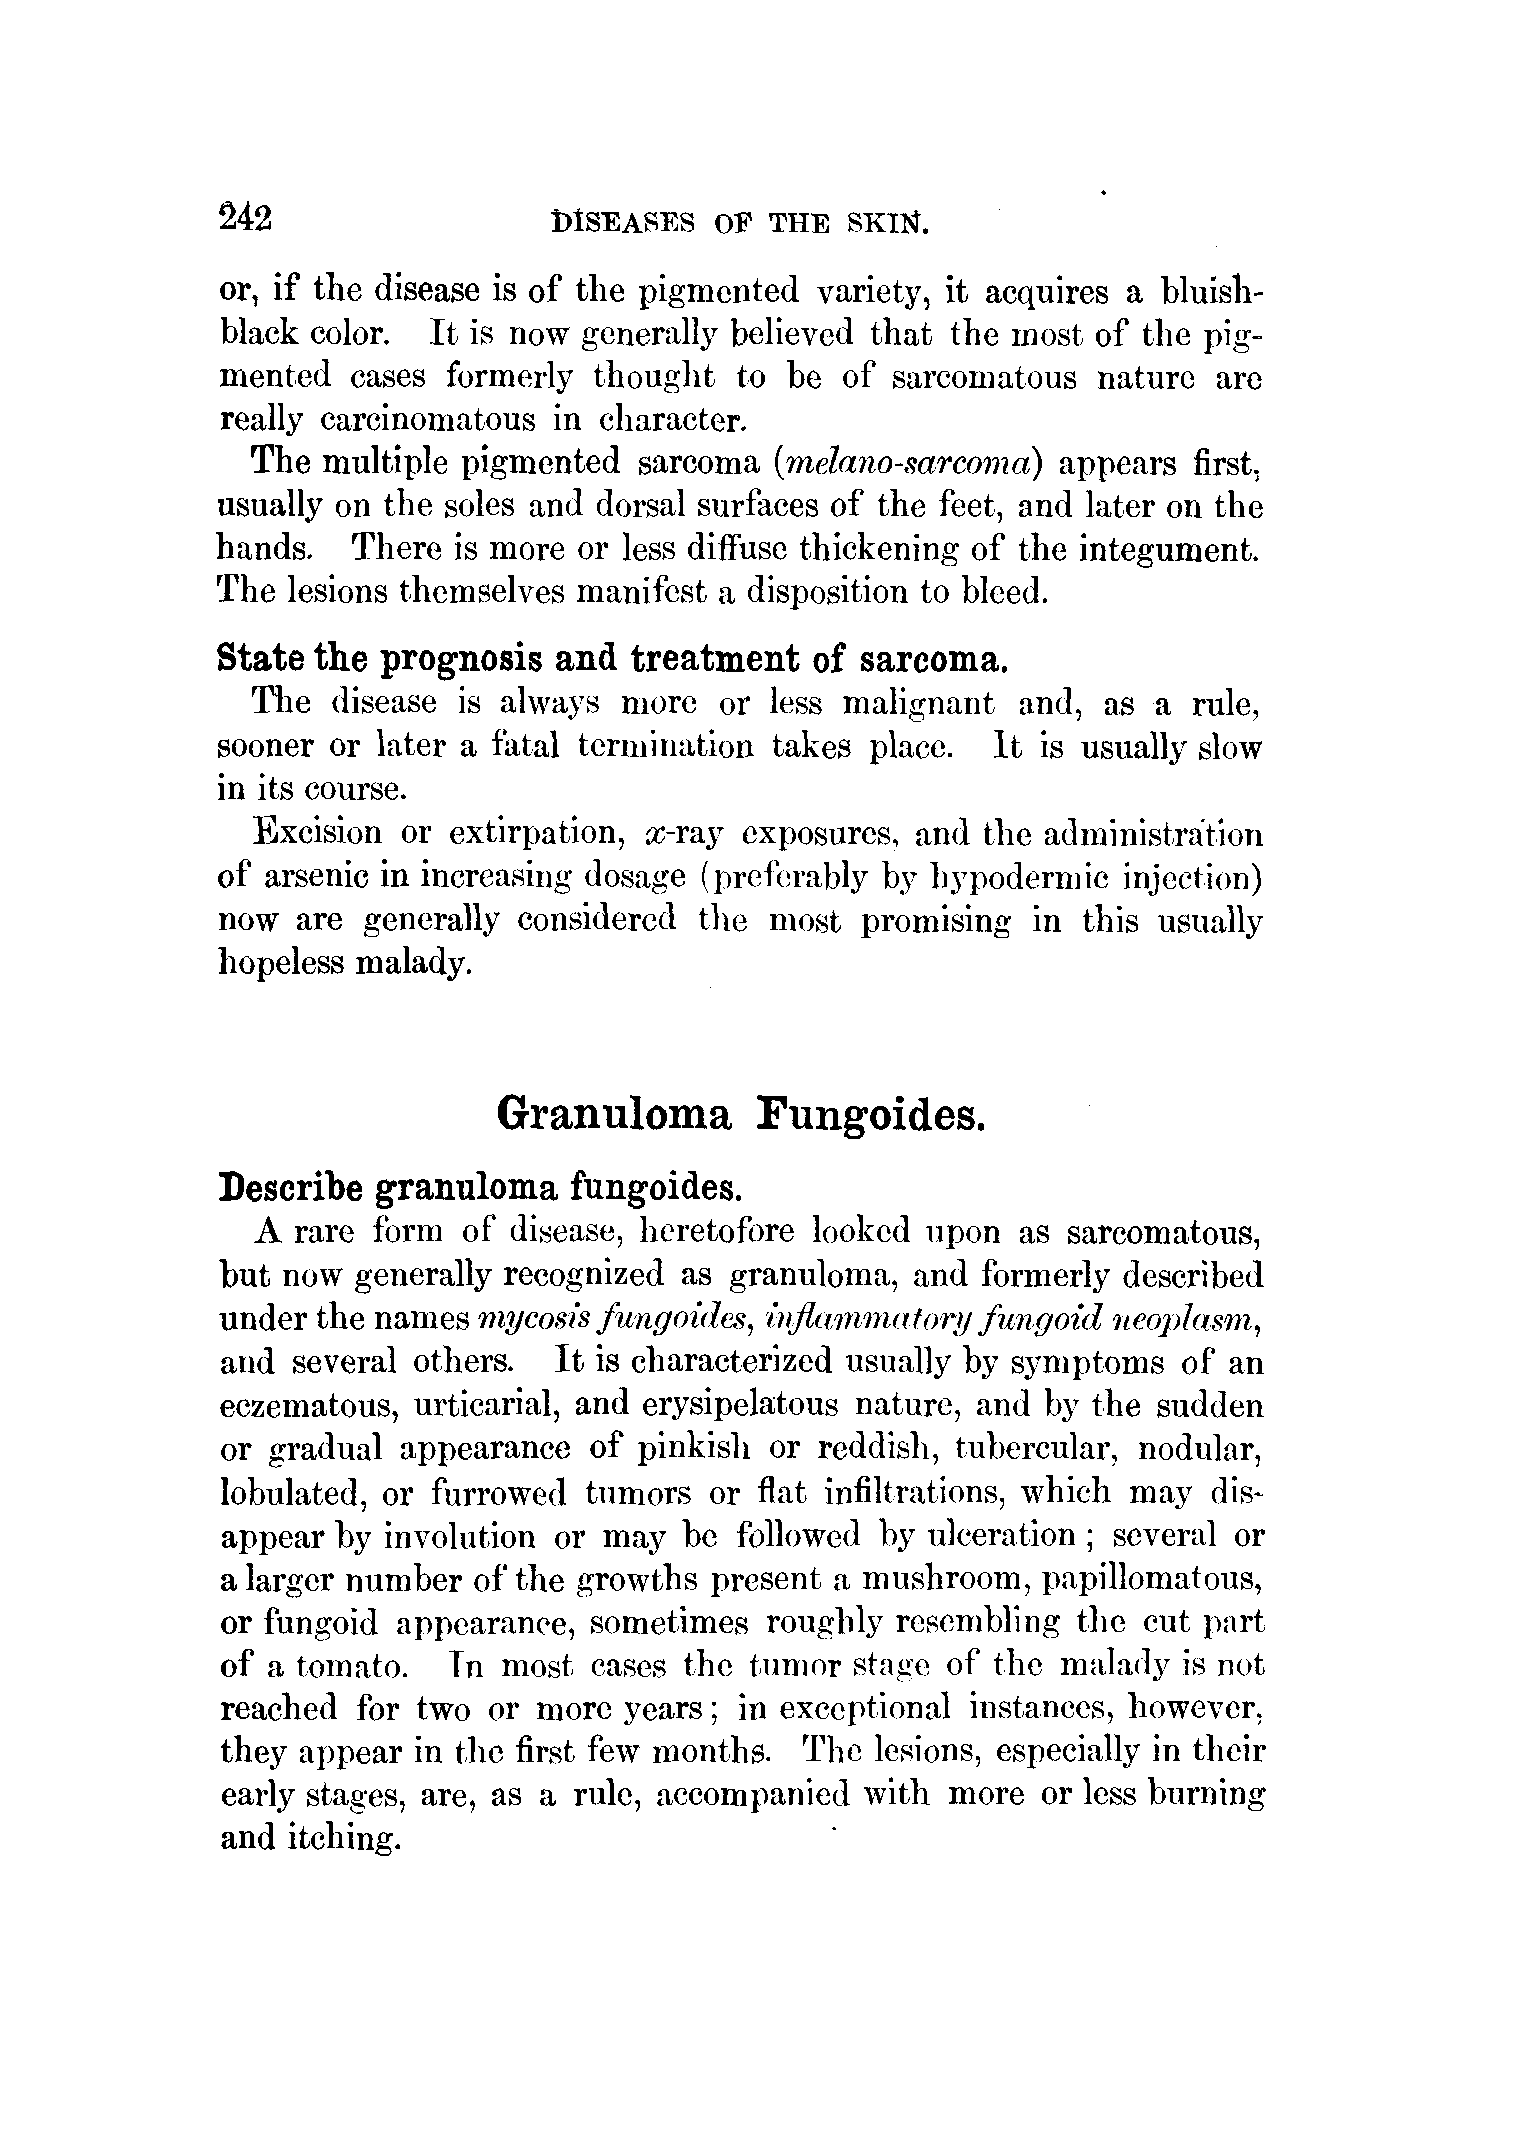 242 DISEASES OF THE SKIN.
or, if the disease is of the pigmented variety, it acquires a bluish-
black color. It is now generally believed that the most of the pig-
mented cases formerly thought to be of sarcomatous nature are
really carcinomatous in character.
The multiple pigmented sarcoma (melano-sarcoma) appears first,
usually on the soles and dorsal surfaces of the feet, and later on the
hands. There is more or less diffuse thickening of the integument.
The lesions themselves manifest a disposition to bleed.
State the prognosis and treatment of sarcoma.
The disease is always more or less malignant and, as a rule,
sooner or later a fatal termination takes place. It is usually slow
in its course.
Excision or extirpation, x-ray exposures, and the administration
of arsenic in increasing dosage (preferably by hypodermic injection)
now are generally considered the most promising in this usually
hopeless malady.
Granuloma Fungoides.
Describe granuloma fungoides.
A rare form of disease, heretofore looked upon as sarcomatous,
but now generally recognized as granuloma, and formerly described
under the names mycosis fungoides, inflammatory fungoid neoplasm,
and several others. It is characterized usually by symptoms of an
eczematous, urticarial, and erysipelatous nature, and by the sudden
or gradual appearance of pinkish or reddish, tubercular, nodular,
lobulated, or furrowed tumors or flat infiltrations, which may dis-
appear by involution or may be followed by ulceration ; several or
a larger number of the growths present a mushroom, papillomatous,
or fungoid appearance, sometimes roughly resembling the cut part
of a tomato. In most cases the tumor stage of the malady is not
reached for two or more years ; in exceptional instances, however,
they appear in the first few months. The lesions, especially in their
early stages, are, as a rule, accompanied with more or less burning
and itching.